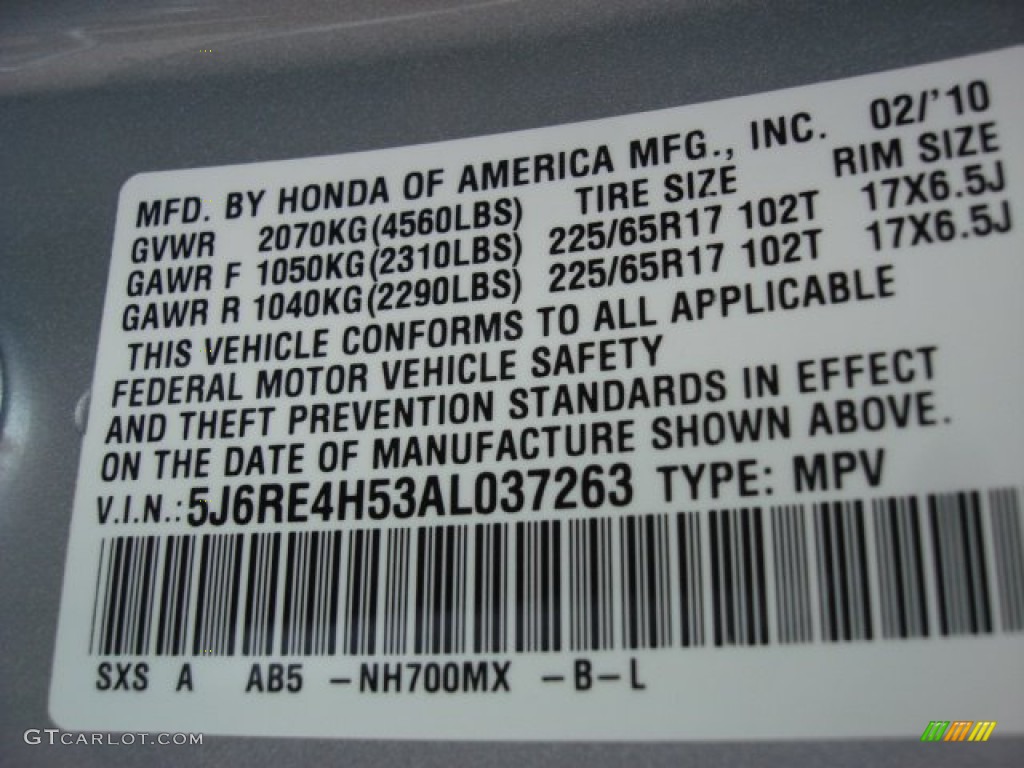 MFD. BY HONDA OF AMERICA MFG., INC. 02/'10
GVWR 2070KG(4560LBS) TIRE SIZE RIM SIZE
GAWR F 1050KG(2310LBS) 225/65R17 102T 17X6.5J
GAWR R 1040KG(2290LBS) 225/65R17 102T 17X6.5J
THIS VEHICLE CONFORMS TO ALL APPLICABLE
FEDERAL MOTOR VEHICLE SAFETY
AND THEFT PREVENTION STANDARDS IN EFFECT
ON THE DATE OF MANUFACTURE SHOWN ABOVE.
V.I.N.:5J6RE4H53AL037263 TYPE: MPV
SXS A AB5 -NH700MX -B-L
GTCARLOT.COM